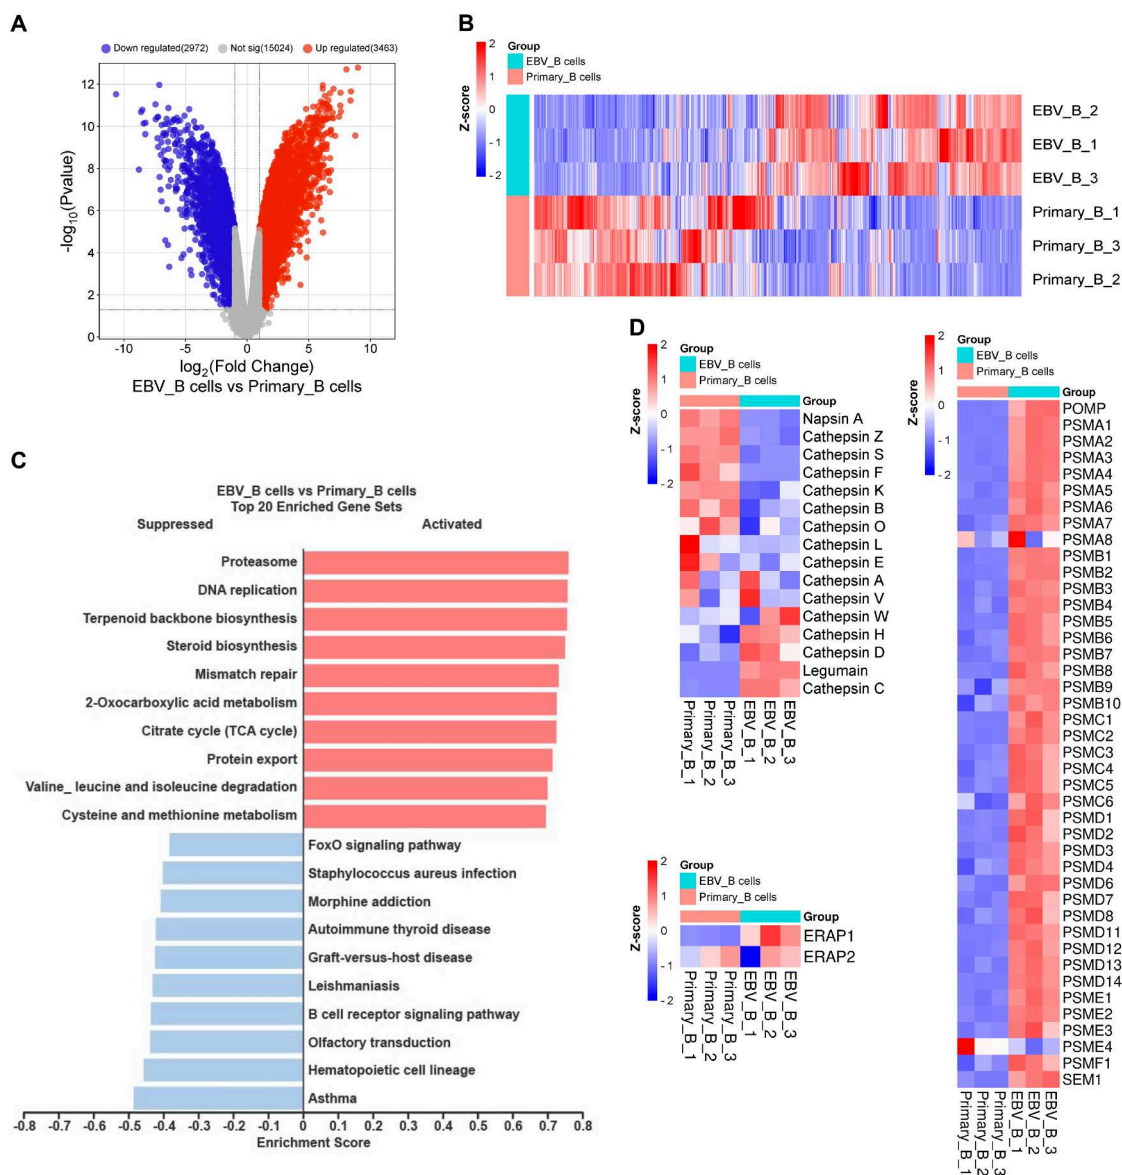 A
Down regulated(2972)
Not sig(15024)
Up regulated(3463)
-log10(Pvalue)
12
10
8
6
4
2
0
-10
-5
0
5
10
log2(Fold Change)
EBV_B cells vs Primary_B cells
B
Z-score
2
1
0
-1
-2
Group
EBV_B cells
Primary_B cells
EBV_B_2
EBV_B_1
EBV_B_3
Primary_B_1
Primary_B_3
Primary_B_2
C
EBV_B cells vs Primary_B cells
Top 20 Enriched Gene Sets
Suppressed
Activated
Proteasome
DNA replication
Terpenoid backbone biosynthesis
Steroid biosynthesis
Mismatch repair
2-Oxocarboxylic acid metabolism
Citrate cycle (TCA cycle)
Protein export
Valine_ leucine and isoleucine degradation
Cysteine and methionine metabolism
FoxO signaling pathway
Staphylococcus aureus infection
Morphine addiction
Autoimmune thyroid disease
Graft-versus-host disease
Leishmaniasis
B cell receptor signaling pathway
Olfactory transduction
Hematopoietic cell lineage
Asthma
-0.8 -0.7 -0.6 -0.5 -0.4 -0.3 -0.2 -0.1 0 0.1 0.2 0.3 0.4 0.5 0.6 0.7 0.8
Enrichment Score
D
Z-score
2
1
0
-1
-2
Group
EBV_B cells
Primary_B cells
Group
Napsin A
Cathepsin Z
Cathepsin S
Cathepsin F
Cathepsin K
Cathepsin B
Cathepsin O
Cathepsin L
Cathepsin E
Cathepsin A
Cathepsin V
Cathepsin W
Cathepsin H
Cathepsin D
Legumain
Cathepsin C
Primary_B_1
Primary_B_2
Primary_B_3
EBV_B_1
EBV_B_2
EBV_B_3
Z-score
2
1
0
-1
-2
Group
EBV_B cells
Primary_B cells
Group
ERAP1
ERAP2
Primary_B_1
Primary_B_2
Primary_B_3
EBV_B_1
EBV_B_2
EBV_B_3
Z-score
2
1
0
-1
-2
Group
EBV_B cells
Primary_B cells
Group
POMP
PSMA1
PSMA2
PSMA3
PSMA4
PSMA5
PSMA6
PSMA7
PSMA8
PSMB1
PSMB2
PSMB3
PSMB4
PSMB5
PSMB6
PSMB7
PSMB8
PSMB9
PSMB10
PSMC1
PSMC2
PSMC3
PSMC4
PSMC5
PSMC6
PSMD1
PSMD2
PSMD3
PSMD4
PSMD6
PSMD7
PSMD8
PSMD11
PSMD12
PSMD13
PSMD14
PSME1
PSME2
PSME3
PSME4
PSMF1
SEM1
Primary_B_1
Primary_B_2
Primary_B_3
EBV_B_1
EBV_B_2
EBV_B_3